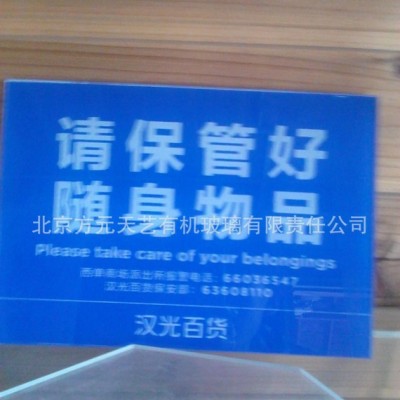 请保管好
随身物品
北京方元天艺有机玻璃有限责任公司
Please take care of your belongings
西单商场派出所报警电话：66036547
汉光百货保安部：63608110
汉光百货